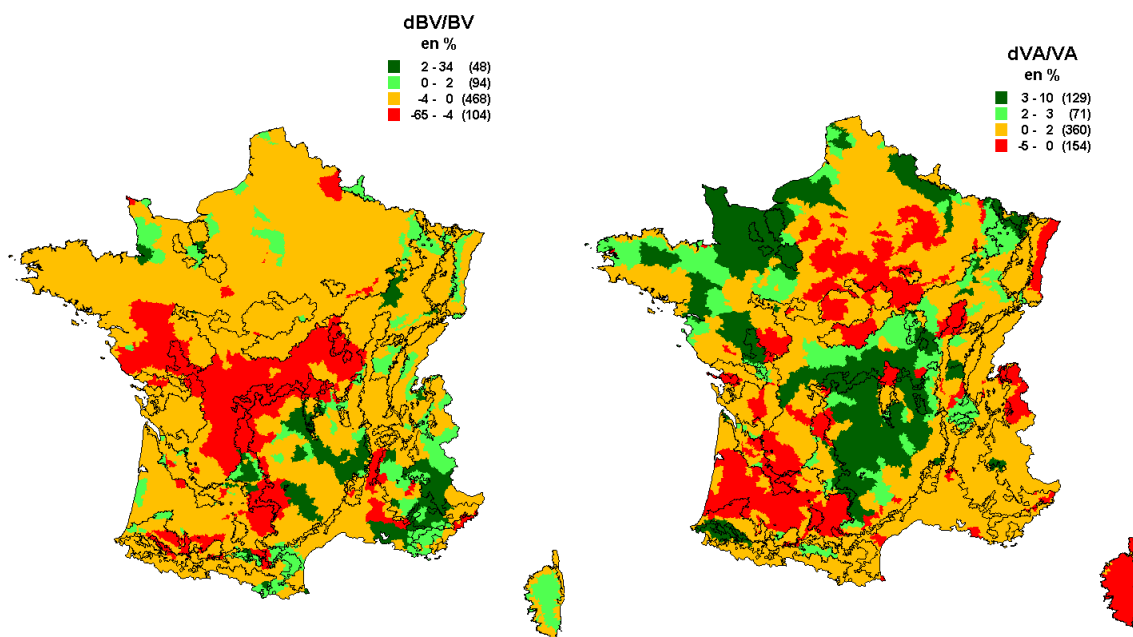 dBV/BV
en %
2 - 34 (48)
0 - 2 (94)
-4 - 0 (468)
-65 - -4 (104)
dVA/VA
en %
3 - 10 (129)
2 - 3 (71)
0 - 2 (360)
-5 - 0 (154)